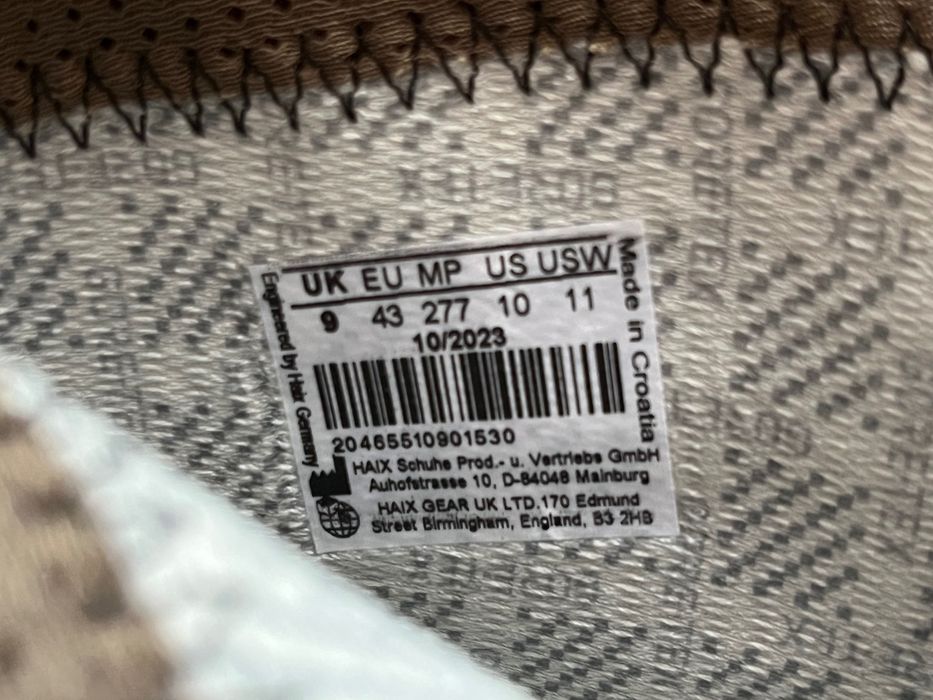 UK EU MP US USW
9 43 277 10 11
10/2023
20465510901530
HAIX Schuhe Prod.- u. Vertriebs GmbH
Auhofstrasse 10, D-84048 Mainburg
HAIX GEAR UK LTD.170 Edmund
Street Birmingham, England, B3 2HB
Engineered by Haix Germany
Made in Croatia